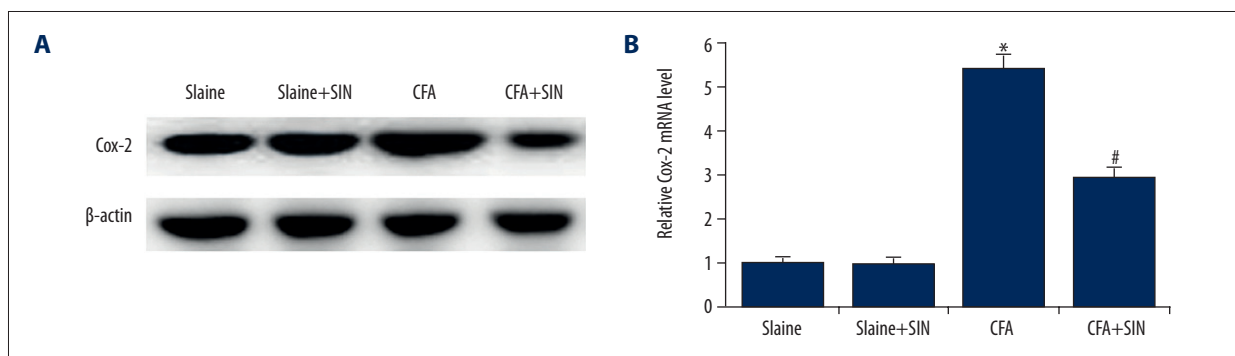 A
Slaine Slaine+SIN CFA CFA+SIN
Cox-2
β-actin
B
Relative Cox-2 mRNA level
6
5
4
3
2
1
0
*
#
Slaine Slaine+SIN CFA CFA+SIN